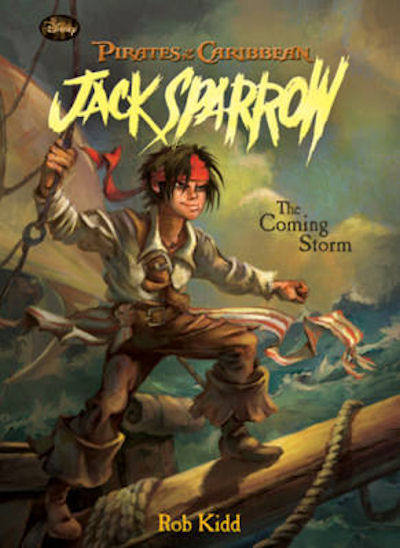 Disney
PIRATES of the CARIBBEAN
JACK SPARROW
The
Coming
Storm
Rob Kidd